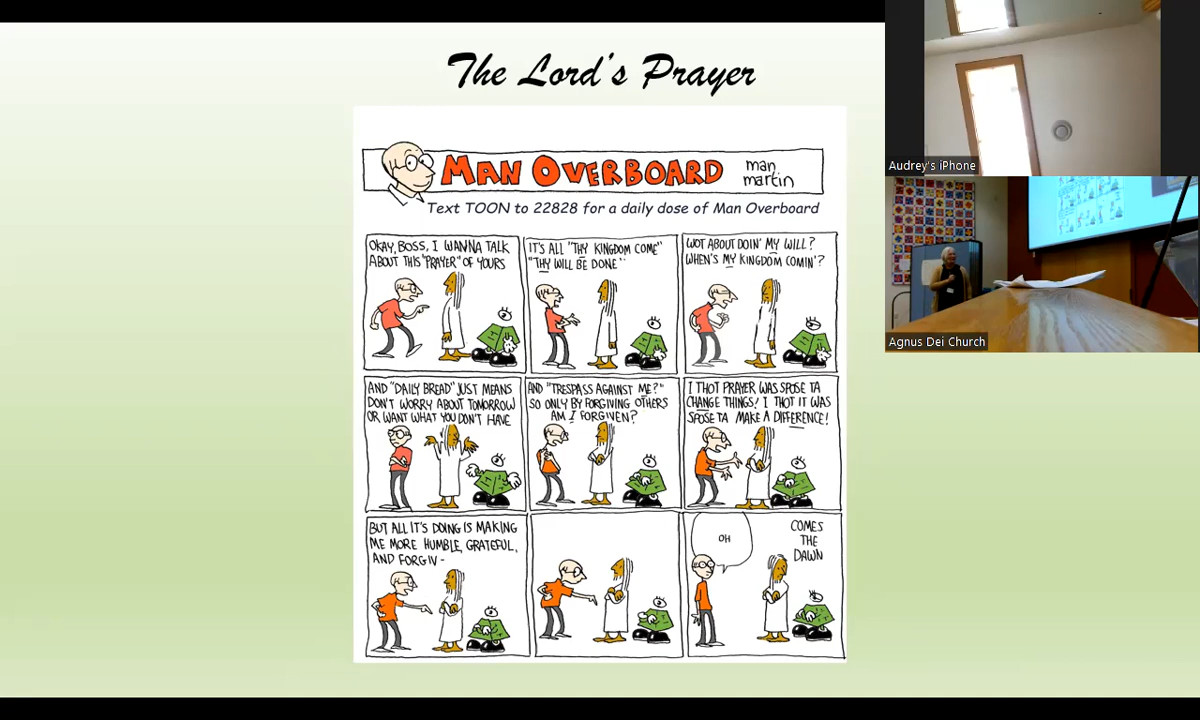 The Lord's Prayer
MAN OVERBOARD
man
martin
Text TOON to 22828 for a daily dose of Man Overboard
OKAY, BOSS, I WANNA TALK
ABOUT THIS "PRAYER" OF YOURS
IT'S ALL "THY KINGDOM COME"
"THY WILL BE DONE"
WOT ABOUT DOIN' MY WILL?
WHEN'S MY KINGDOM COMIN'?
AND "DAILY BREAD" JUST MEANS
DON'T WORRY ABOUT TOMORROW
OR WANT WHAT YOU DON'T HAVE
AND "TRESPASS AGAINST ME?"
SO ONLY BY FORGIVING OTHERS
AM I FORGIVEN?
I THOT PRAYER WAS SPOSE TA
CHANGE THINGS! I THOT IT WAS
SPOSE TA MAKE A DIFFERENCE!
BUT ALL IT'S DOING IS MAKING
ME MORE HUMBLE, GRATEFUL,
AND FORGIV-
OH
COMES
THE
DAWN
Audrey's iPhone
Agnus Dei Church